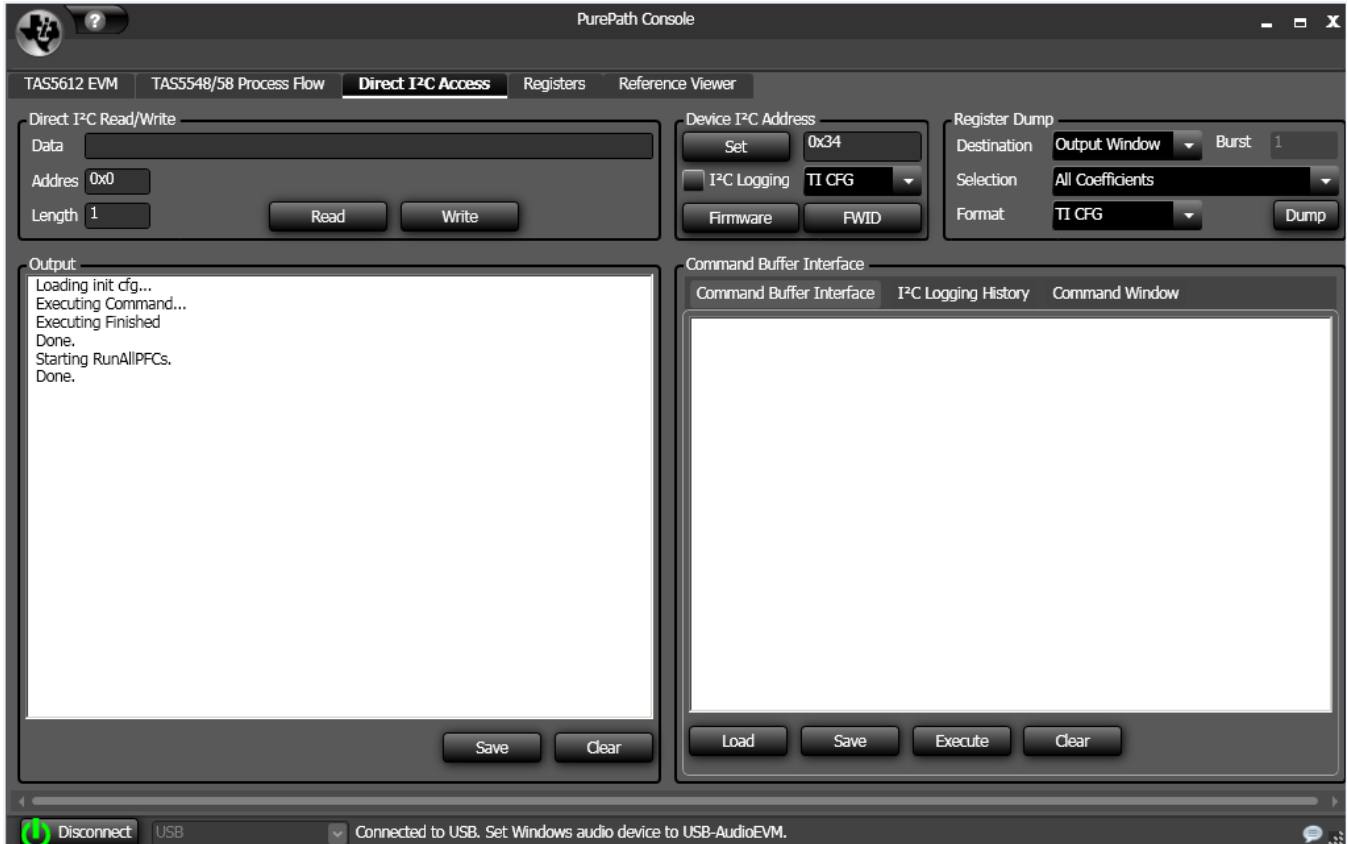 ?
PurePath Console
TAS5612 EVM
TAS5548/58 Process Flow
Direct I²C Access
Registers
Reference Viewer
Direct I²C Read/Write
Data
Addres 0x0
Length 1
Read
Write
Device I²C Address
Set 0x34
I²C Logging TI CFG
Firmware
FWID
Register Dump
Destination Output Window Burst 1
Selection All Coefficients
Format TI CFG Dump
Output
Loading init cfg...
Executing Command...
Executing Finished
Done.
Starting RunAllPFCs.
Done.
Save
Clear
Command Buffer Interface
Command Buffer Interface
I²C Logging History
Command Window
Load
Save
Execute
Clear
Disconnect
USB
Connected to USB. Set Windows audio device to USB-AudioEVM.